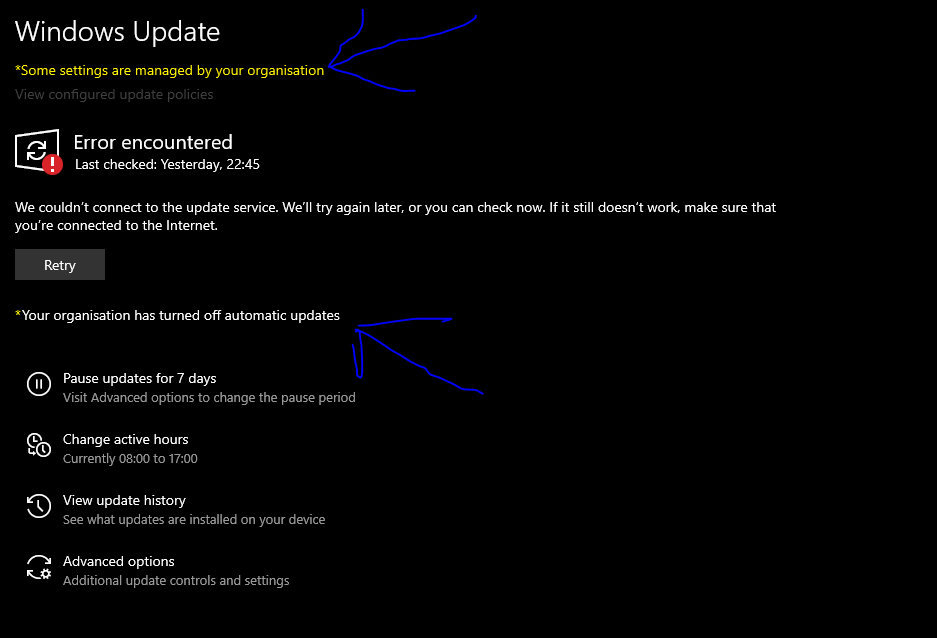 Windows Update
*Some settings are managed by your organisation
View configured update policies
Error encountered
Last checked: Yesterday, 22:45
We couldn't connect to the update service. We'll try again later, or you can check now. If it still doesn't work, make sure that
you're connected to the Internet.
Retry
*Your organisation has turned off automatic updates
Pause updates for 7 days
Visit Advanced options to change the pause period
Change active hours
Currently 08:00 to 17:00
View update history
See what updates are installed on your device
Advanced options
Additional update controls and settings